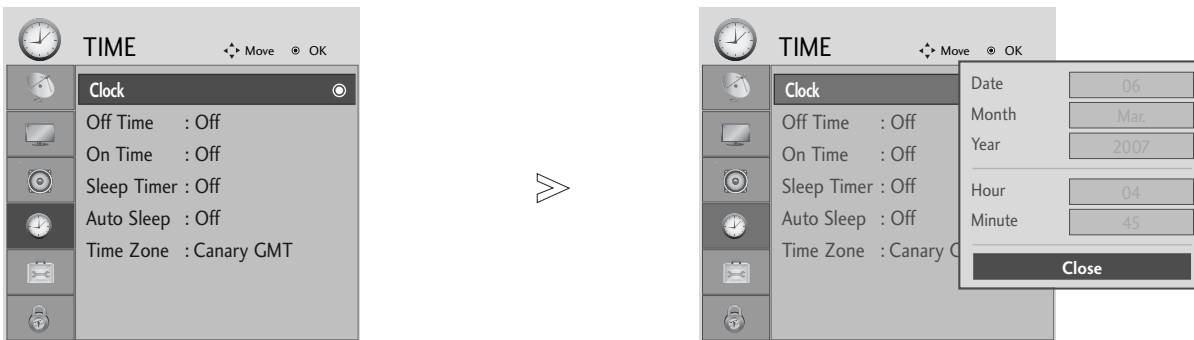 TIME Move OK
Clock
Off Time : Off
On Time : Off
Sleep Timer : Off
Auto Sleep : Off
Time Zone : Canary GMT
TIME Move OK
Clock
Off Time : Off
On Time : Off
Sleep Timer : Off
Auto Sleep : Off
Time Zone : Canary G
Date 06
Month Mar.
Year 2007
Hour 04
Minute 45
Close